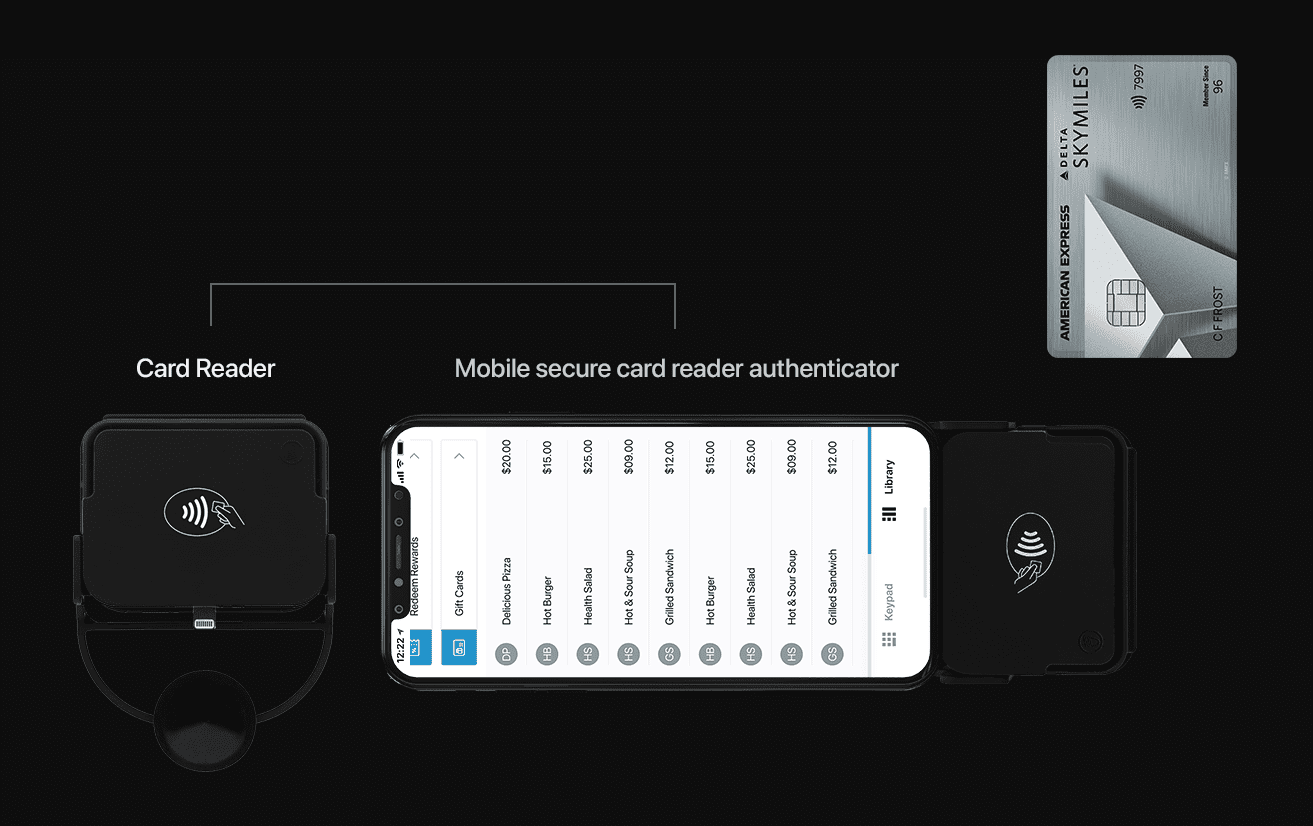 Card Reader
Mobile secure card reader authenticator
AMERICAN EXPRESS
DELTA
SKYMILES
7997
Member Since
96
C F FROST
12:22
Redeem Rewards
Gift Cards
DP Delicious Pizza $20.00
HB Hot Burger $15.00
HS Health Salad $25.00
HS Hot & Sour Soup $09.00
GS Grilled Sandwich $12.00
HB Hot Burger $15.00
HS Health Salad $25.00
HS Hot & Sour Soup $09.00
GS Grilled Sandwich $12.00
Keypad
Library